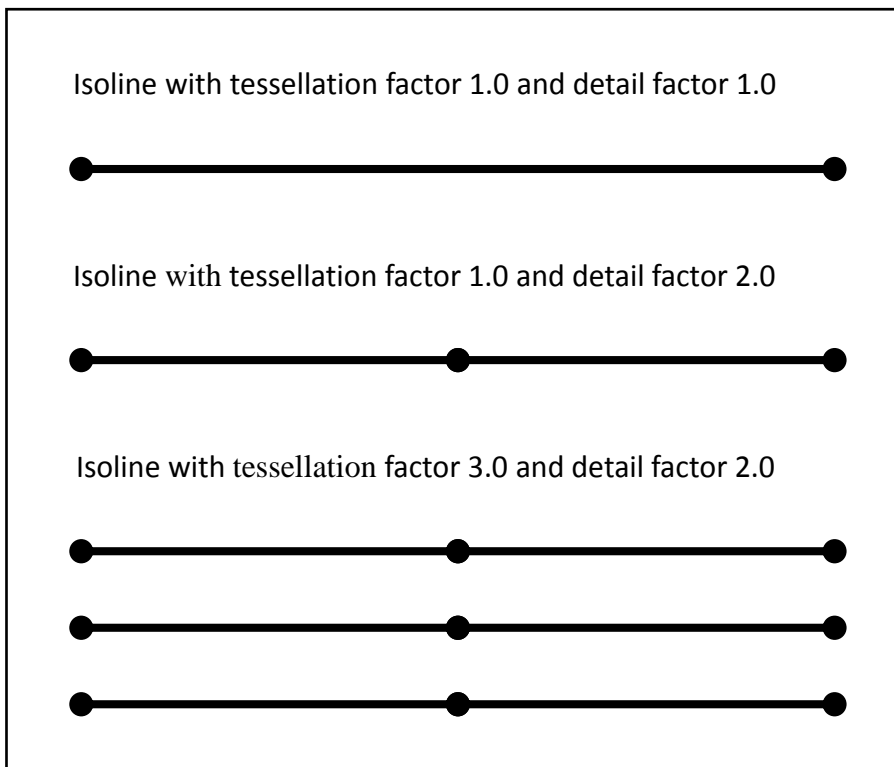 Isoline with tessellation factor 1.0 and detail factor 1.0
Isoline with tessellation factor 1.0 and detail factor 2.0
Isoline with tessellation factor 3.0 and detail factor 2.0